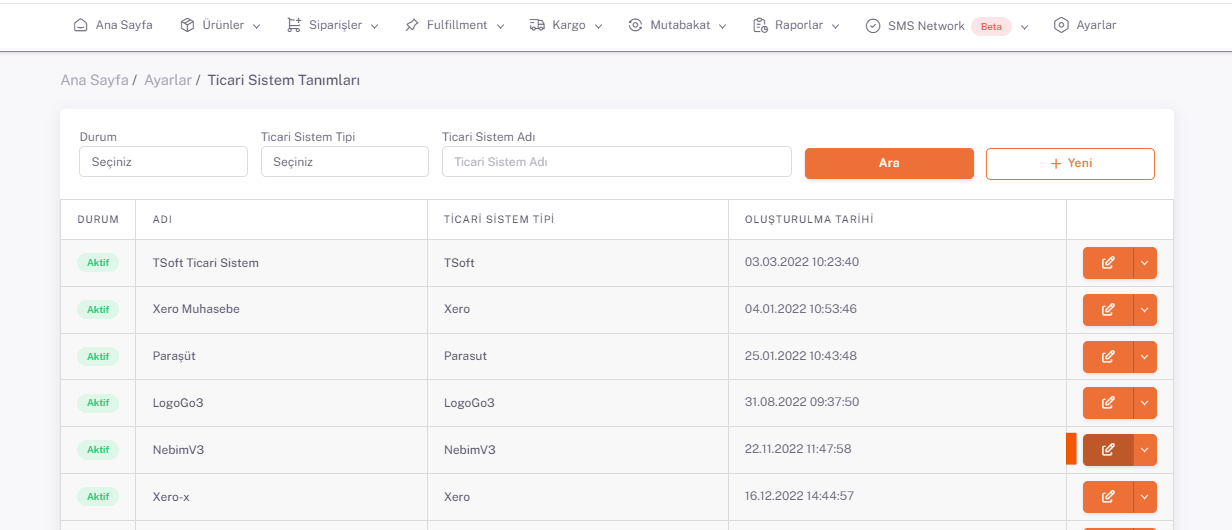 Ana Sayfa Ürünler Siparişler Fulfillment Kargo Mutabakat Raporlar SMS Network Beta Ayarlar
Ana Sayfa / Ayarlar / Ticari Sistem Tanımları
Durum Ticari Sistem Tipi Ticari Sistem Adı
Seçiniz Seçiniz Ticari Sistem Adı Ara + Yeni
DURUM ADI TİCARİ SİSTEM TİPİ OLUŞTURULMA TARİHİ
Aktif TSoft Ticari Sistem TSoft 03.03.2022 10:23:40
Aktif Xero Muhasebe Xero 04.01.2022 10:53:46
Aktif Paraşüt Parasut 25.01.2022 10:43:48
Aktif LogoGo3 LogoGo3 31.08.2022 09:37:50
Aktif NebimV3 NebimV3 22.11.2022 11:47:58
Aktif Xero-x Xero 16.12.2022 14:44:57